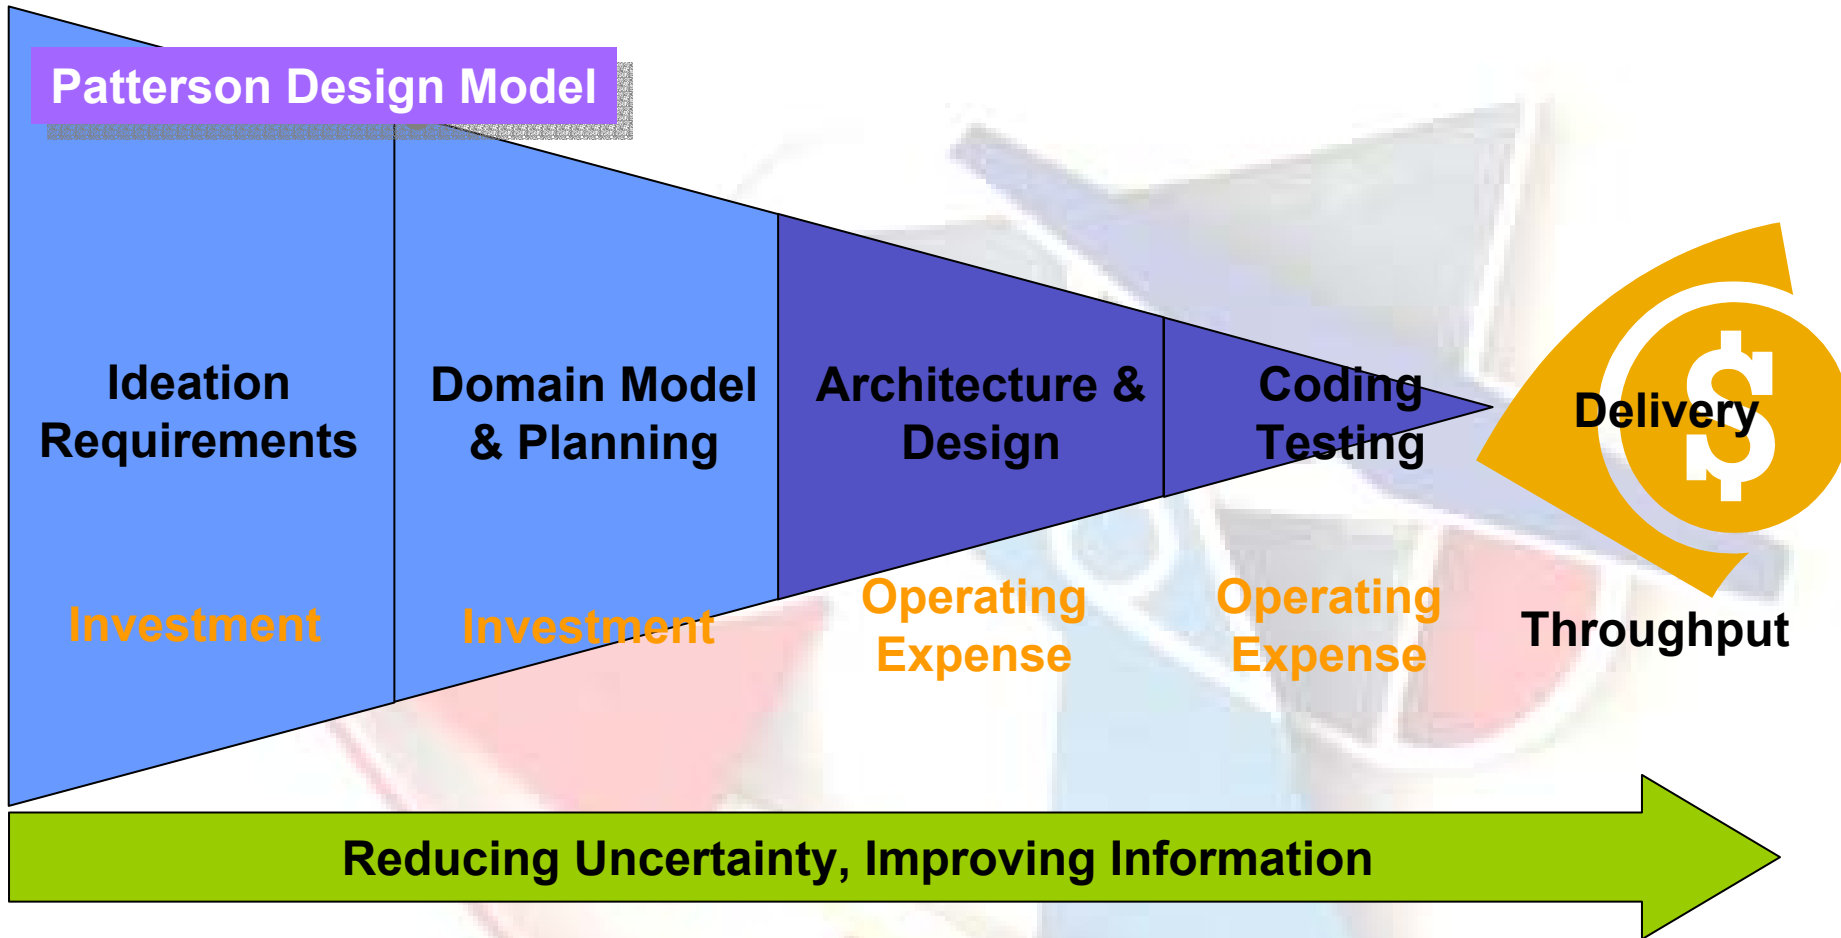 Patterson Design Model
Ideation
Requirements
Domain Model
& Planning
Architecture &
Design
Coding
Testing
Delivery
$
Investment
Investment
Operating
Expense
Operating
Expense
Throughput
Reducing Uncertainty, Improving Information